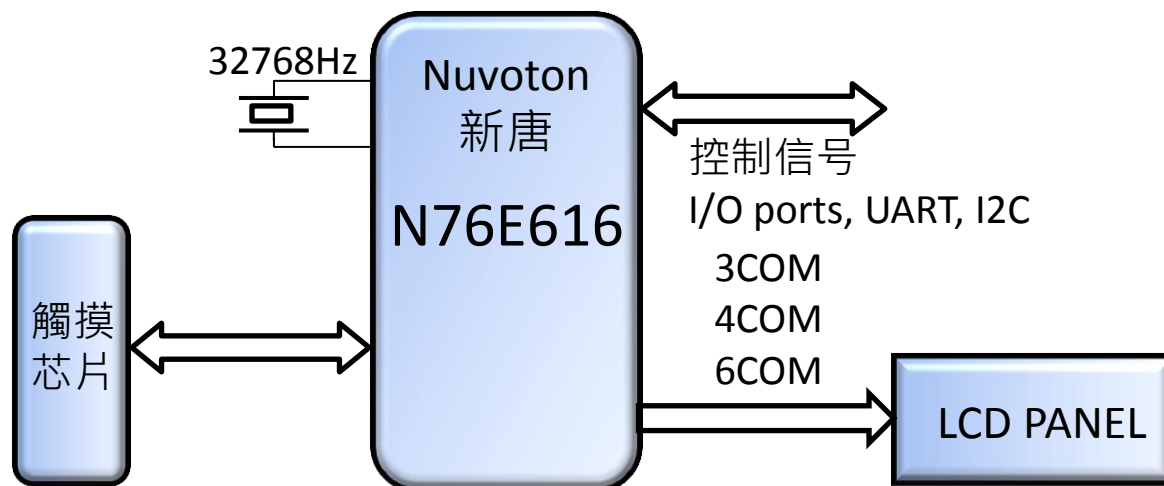 32768Hz
Nuvoton
新唐
N76E616
控制信号
I/O ports, UART, I2C
3COM
4COM
6COM
觸摸
芯片
LCD PANEL